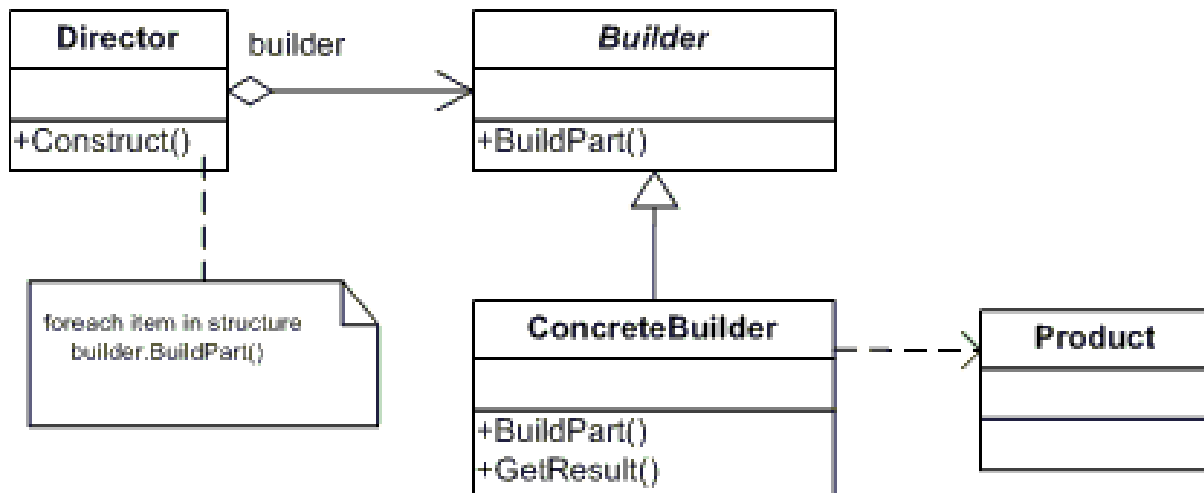 Director
builder
Builder
+Construct()
+BuildPart()
foreach item in structure
builder.BuildPart()
ConcreteBuilder
Product
+BuildPart()
+GetResult()